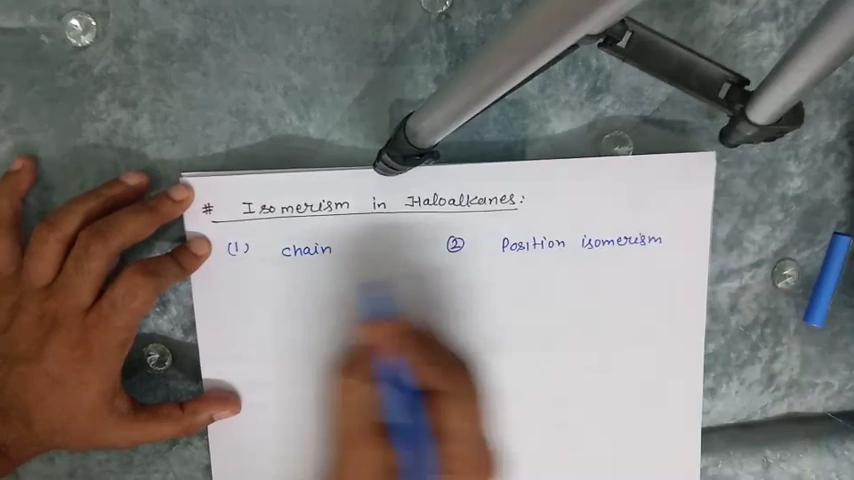 # Isomerism in Haloalkanes:
(1) chain ② Position isomerism